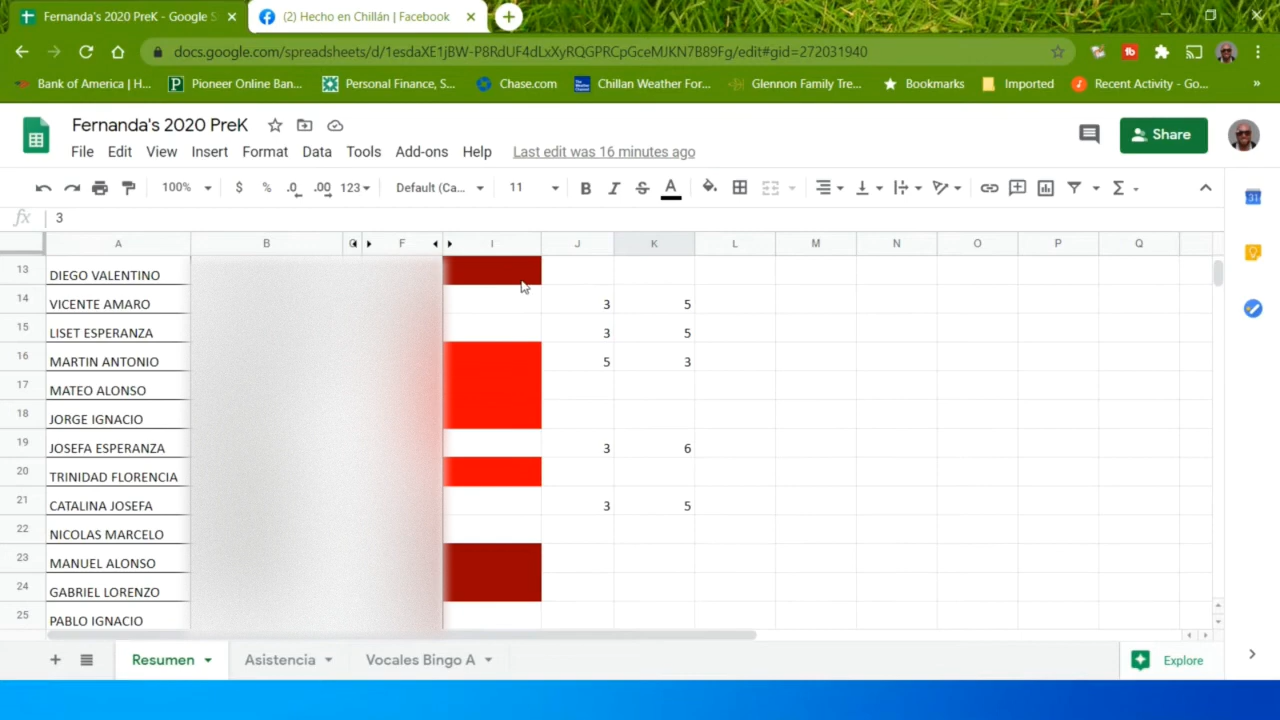 Fernanda's 2020 PreK - Google S
(2) Hecho en Chillán | Facebook
docs.google.com/spreadsheets/d/1esdaXE1jBW-P8RdUF4dLxXyRQGPRCpGceMJKN7B89Fg/edit#gid=272031940
Bank of America | H... Pioneer Online Ban... Personal Finance, S... Chase.com Chillan Weather For... Glennon Family Tre... Bookmarks Imported Recent Activity - Go... »
Fernanda's 2020 PreK
Share
File Edit View Insert Format Data Tools Add-ons Help Last edit was 16 minutes ago
100% $ % .0 .00 123 Default (Ca... 11 B I S A
fx 3
A B F I J K L M N O P Q
13 DIEGO VALENTINO
14 VICENTE AMARO 3 5
15 LISET ESPERANZA 3 5
16 MARTIN ANTONIO 5 3
17 MATEO ALONSO
18 JORGE IGNACIO
19 JOSEFA ESPERANZA 3 6
20 TRINIDAD FLORENCIA
21 CATALINA JOSEFA 3 5
22 NICOLAS MARCELO
23 MANUEL ALONSO
24 GABRIEL LORENZO
25 PABLO IGNACIO
Resumen Asistencia Vocales Bingo A Explore